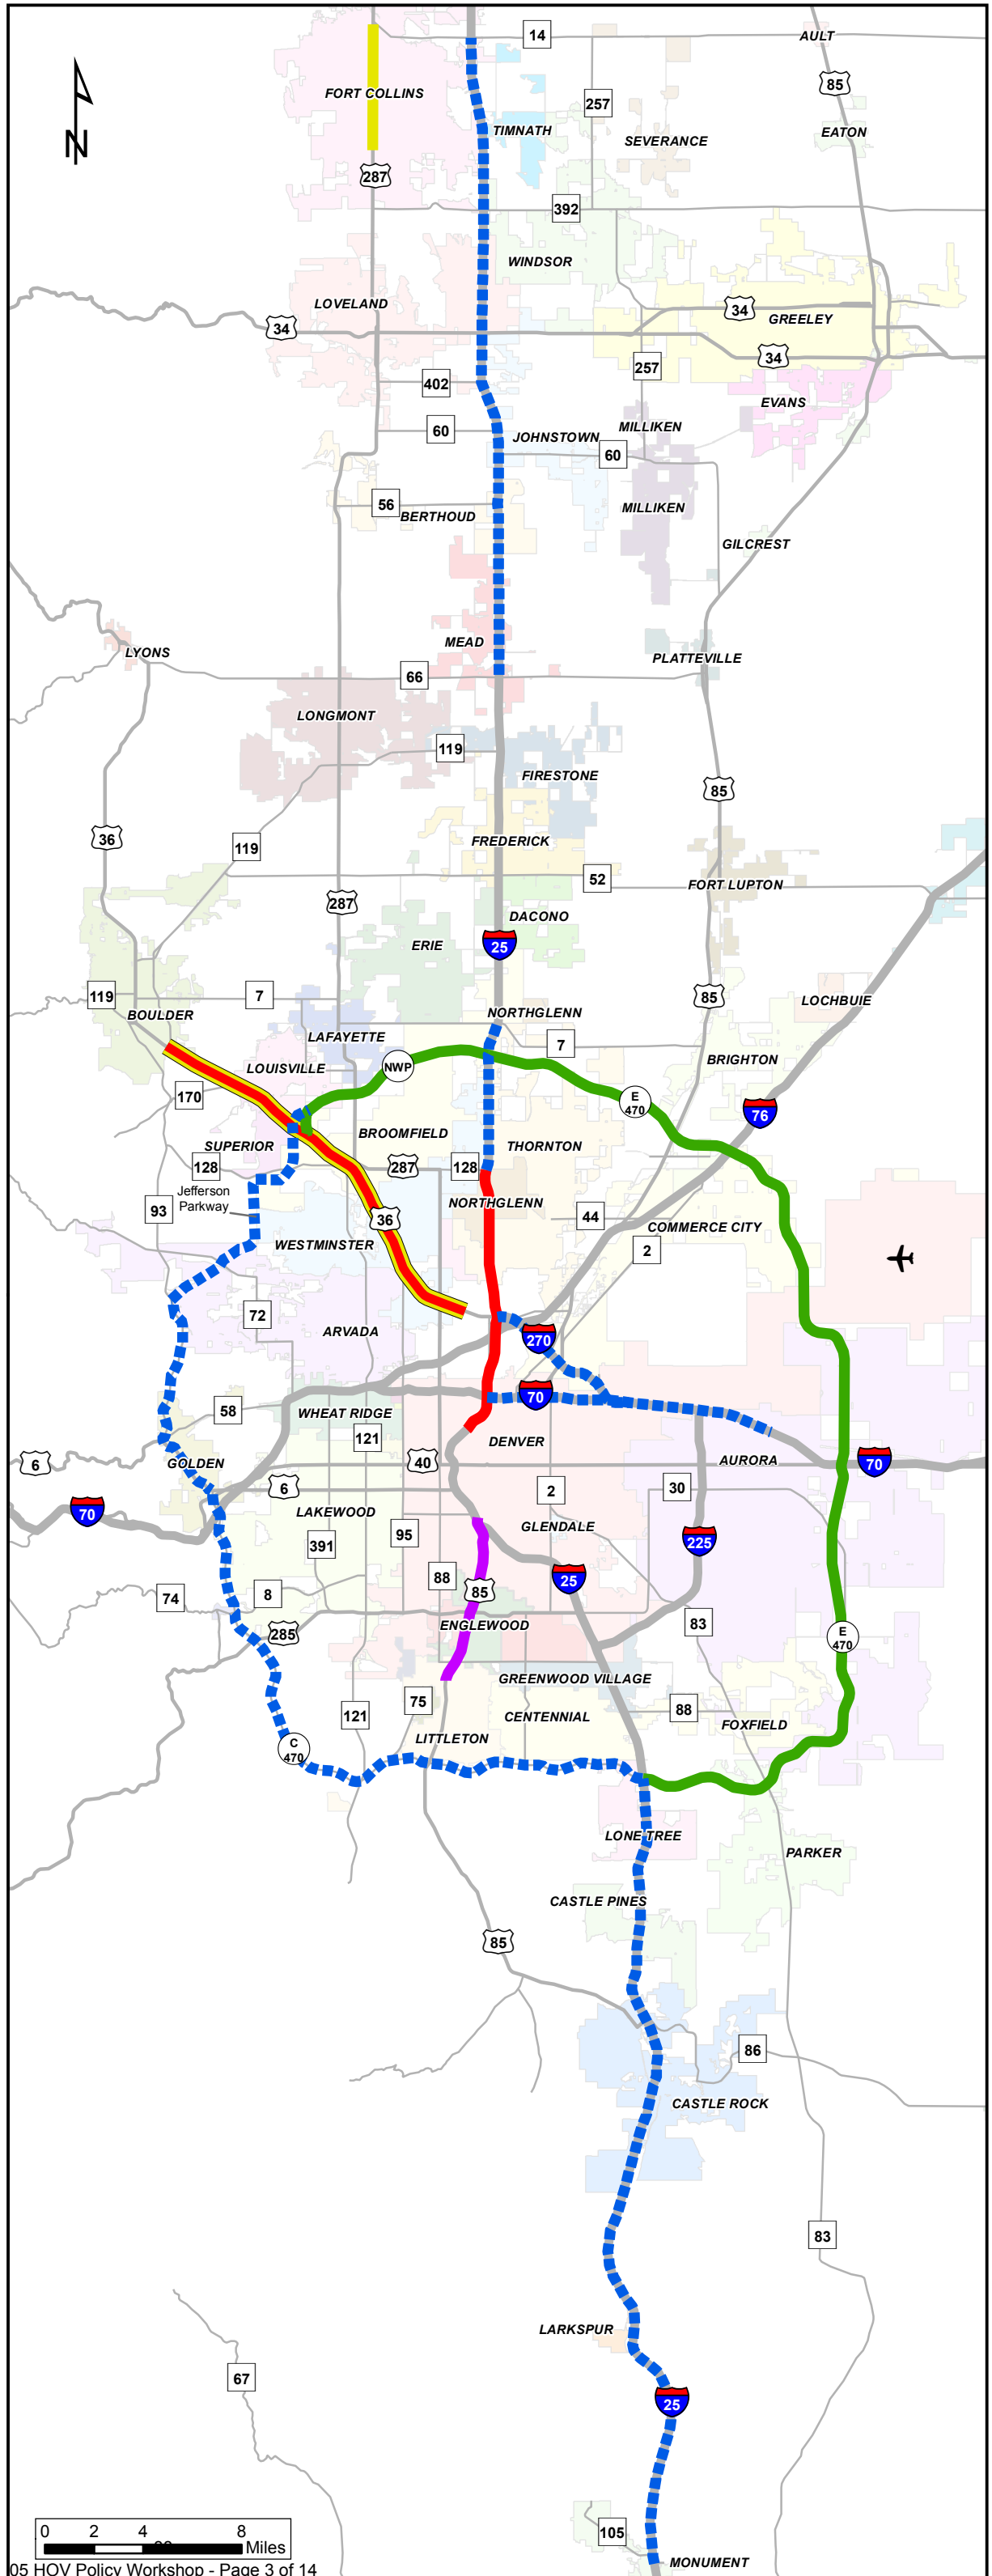 14
AULT
85
FORT COLLINS
257
N
TIMNATH
SEVERANCE
EATON
287
392
WINDSOR
LOVELAND
34
34
GREELEY
34
257
402
EVANS
60
MILLIKEN
JOHNSTOWN
60
56
BERTHOUD
MILLIKEN
GILCREST
MEAD
LYONS
PLATTEVILLE
66
LONGMONT
119
FIRESTONE
85
36
119
FREDERICK
52
FORT LUPTON
287
DACONO
ERIE
25
119
7
85
LOCHBUIE
BOULDER
NORTHGLENN
LAFAYETTE
7
LOUISVILLE
NWP
BRIGHTON
170
E
470
76
BROOMFIELD
SUPERIOR
THORNTON
128
287
128
Jefferson
Parkway
93
NORTHGLENN
36
44
COMMERCE CITY
WESTMINSTER
2
72
ARVADA
270
70
58
WHEAT RIDGE
121
DENVER
6
GOLDEN
40
AURORA
70
6
2
30
70
LAKEWOOD
GLENDALE
391
95
225
88
25
74
8
85
285
ENGLEWOOD
83
E
470
GREENWOOD VILLAGE
75
88
121
CENTENNIAL
FOXFIELD
C
470
LITTLETON
LONE TREE
PARKER
CASTLE PINES
85
86
CASTLE ROCK
83
LARKSPUR
67
25
105
MONUMENT
0 2 4 8
Miles
05 HOV Policy Workshop - Page 3 of 14